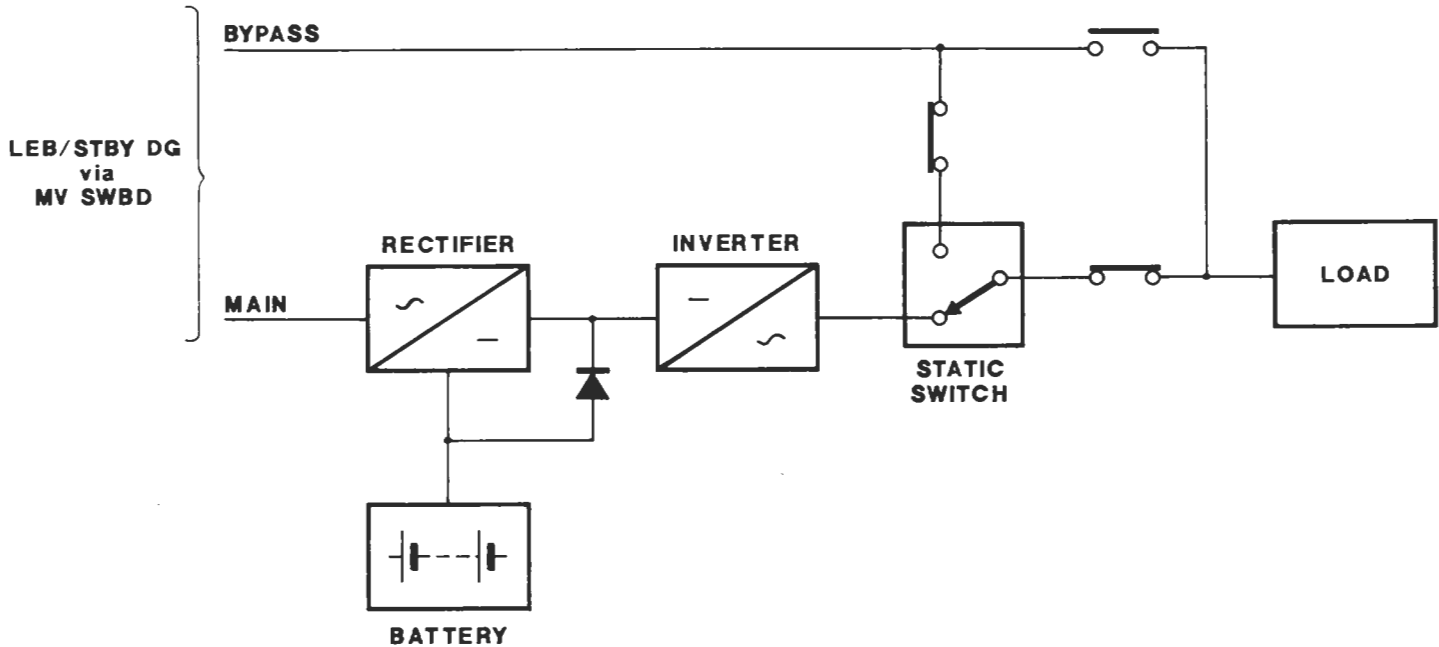 BYPASS
LEB/STBY DG
via
MV SWBD
RECTIFIER
INVERTER
LOAD
MAIN
STATIC
SWITCH
BATTERY